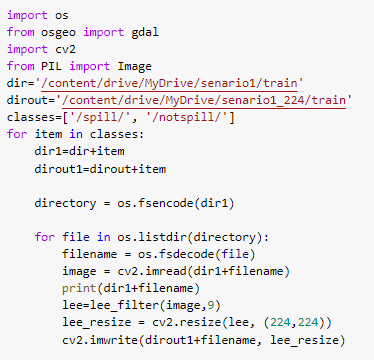 import os
from osgeo import gdal
import cv2
from PIL import Image
dir='/content/drive/MyDrive/senario1/train'
dirout='/content/drive/MyDrive/senario1_224/train'
classes=['/spill/', '/notspill/']
for item in classes:
    dir1=dir+item
    dirout1=dirout+item

    directory = os.fsencode(dir1)

    for file in os.listdir(directory):
        filename = os.fsdecode(file)
        image = cv2.imread(dir1+filename)
        print(dir1+filename)
        lee=lee_filter(image,9)
        lee_resize = cv2.resize(lee, (224,224))
        cv2.imwrite(dirout1+filename, lee_resize)